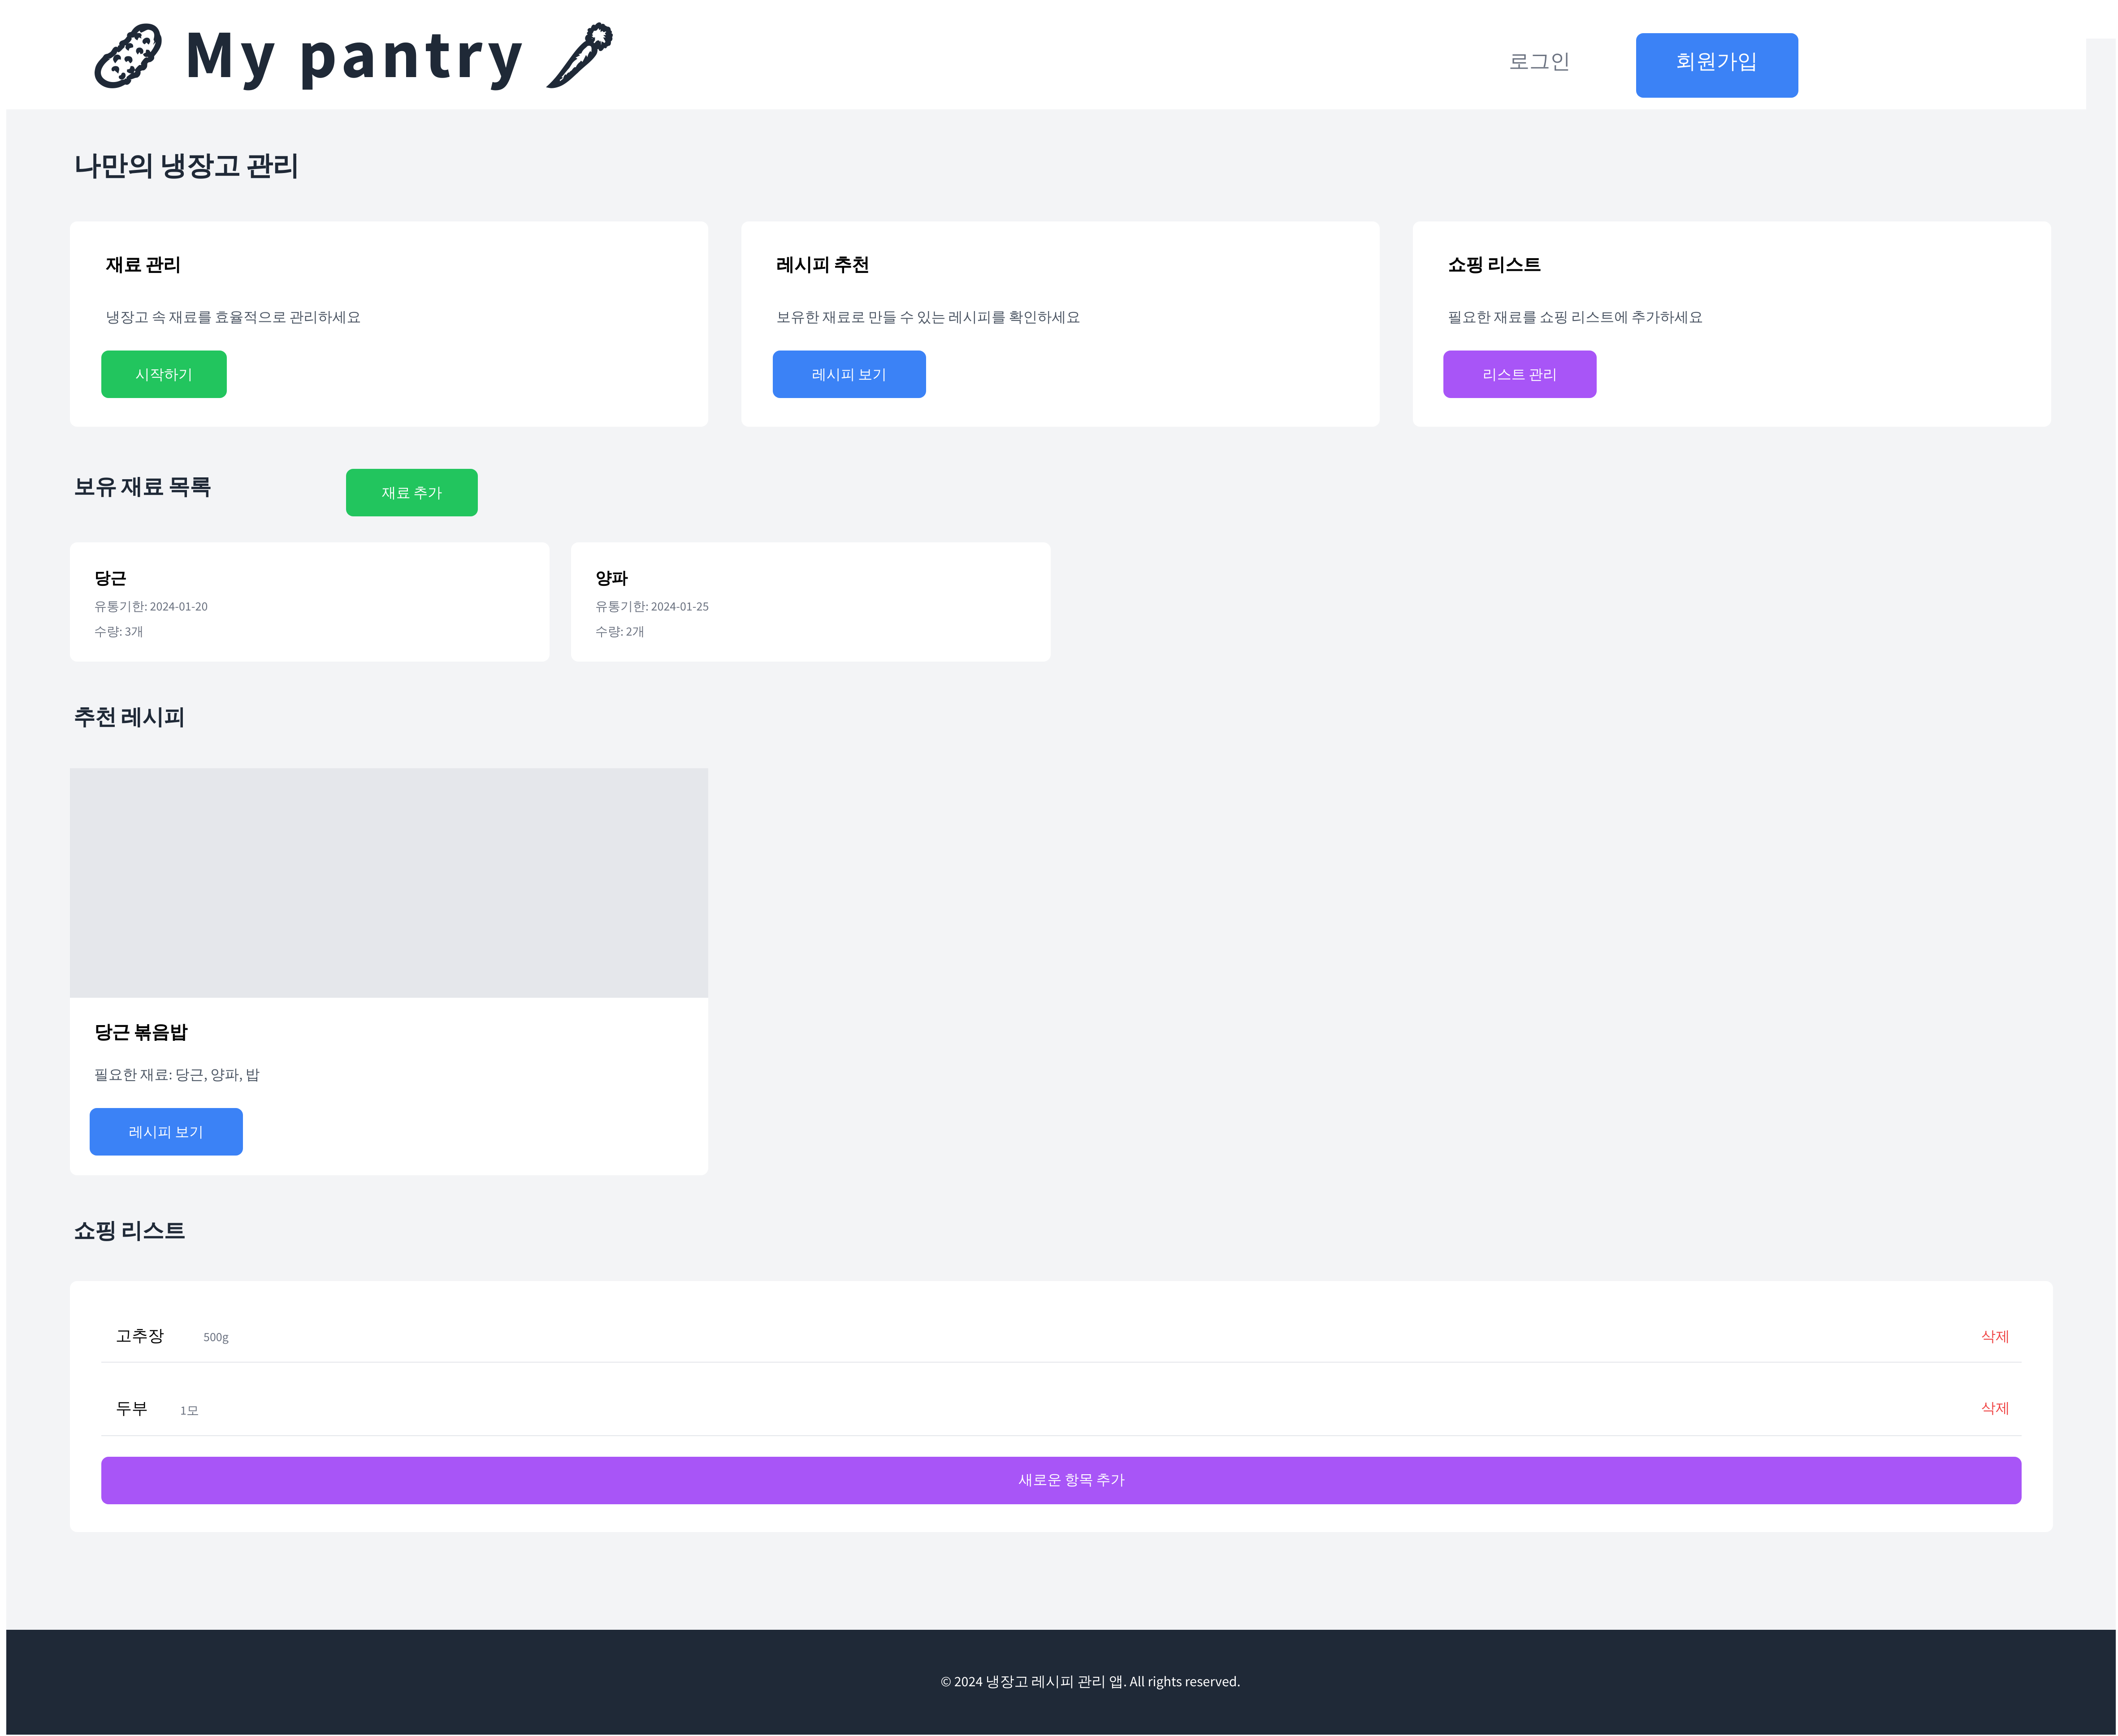 My pantry
로그인
회원가입
나만의 냉장고 관리
재료 관리
냉장고 속 재료를 효율적으로 관리하세요
시작하기
레시피 추천
보유한 재료로 만들 수 있는 레시피를 확인하세요
레시피 보기
쇼핑 리스트
필요한 재료를 쇼핑 리스트에 추가하세요
리스트 관리
보유 재료 목록
재료 추가
당근
유통기한: 2024-01-20
수량: 3개
양파
유통기한: 2024-01-25
수량: 2개
추천 레시피
당근 볶음밥
필요한 재료: 당근, 양파, 밥
레시피 보기
쇼핑 리스트
고추장 500g 삭제
두부 1모 삭제
새로운 항목 추가
© 2024 냉장고 레시피 관리 앱. All rights reserved.